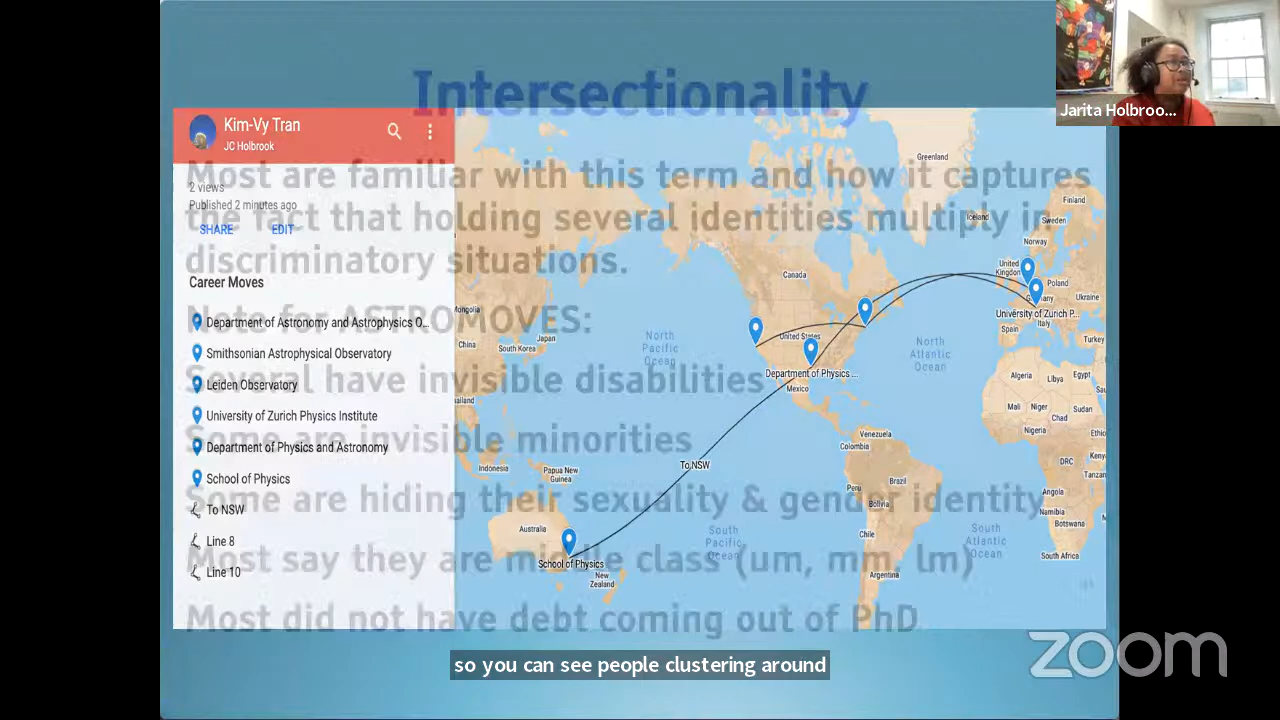 Intersectionality
Most are familiar with this term and how it captures
the fact that holding several identities multiply in
discriminatory situations.
Note for ASTROMOVES:
Several have invisible disabilities
Some are invisible minorities
Some are hiding their sexuality & gender identity
Most say they are middle class (um, mm, lm)
Most did not have debt coming out of PhD
Kim-Vy Tran
JC Holbrook
2 views
Published 2 minutes ago
SHARE EDIT
Career Moves
Department of Astronomy and Astrophysics O...
Smithsonian Astrophysical Observatory
Leiden Observatory
University of Zurich Physics Institute
Department of Physics and Astronomy
School of Physics
To NSW
Line 8
Line 10
Greenland
Iceland
Finland
Sweden
Norway
United
Kingdom
Poland
Germany
Ukraine
University of Zurich P...
Italy
Spain
Turkey
Canada
United States
Department of Physics ...
Mexico
North
Pacific
Ocean
North
Atlantic
Ocean
Mongolia
China
Japan
South Korea
Thailand
Indonesia
Papua New
Guinea
Australia
School of Physics
New
Zealand
To NSW
South
Pacific
Ocean
South
Atlantic
Ocean
Venezuela
Colombia
Peru
Brazil
Bolivia
Chile
Argentina
Algeria
Libya
Egypt
Mali
Niger
Chad
Sudan
Nigeria
Ethio
DRC
Kenya
Tanzan
Angola
Namibia
Botswana
South Africa
Jarita Holbroo...
so you can see people clustering around
zoom